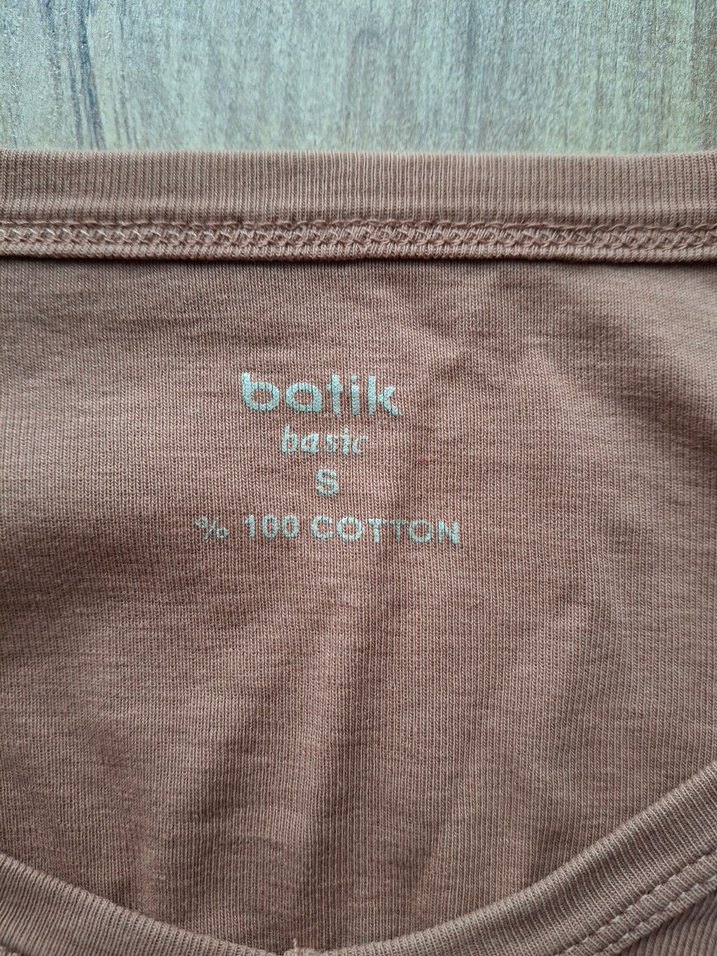 batik
basic
S
% 100 COTTON